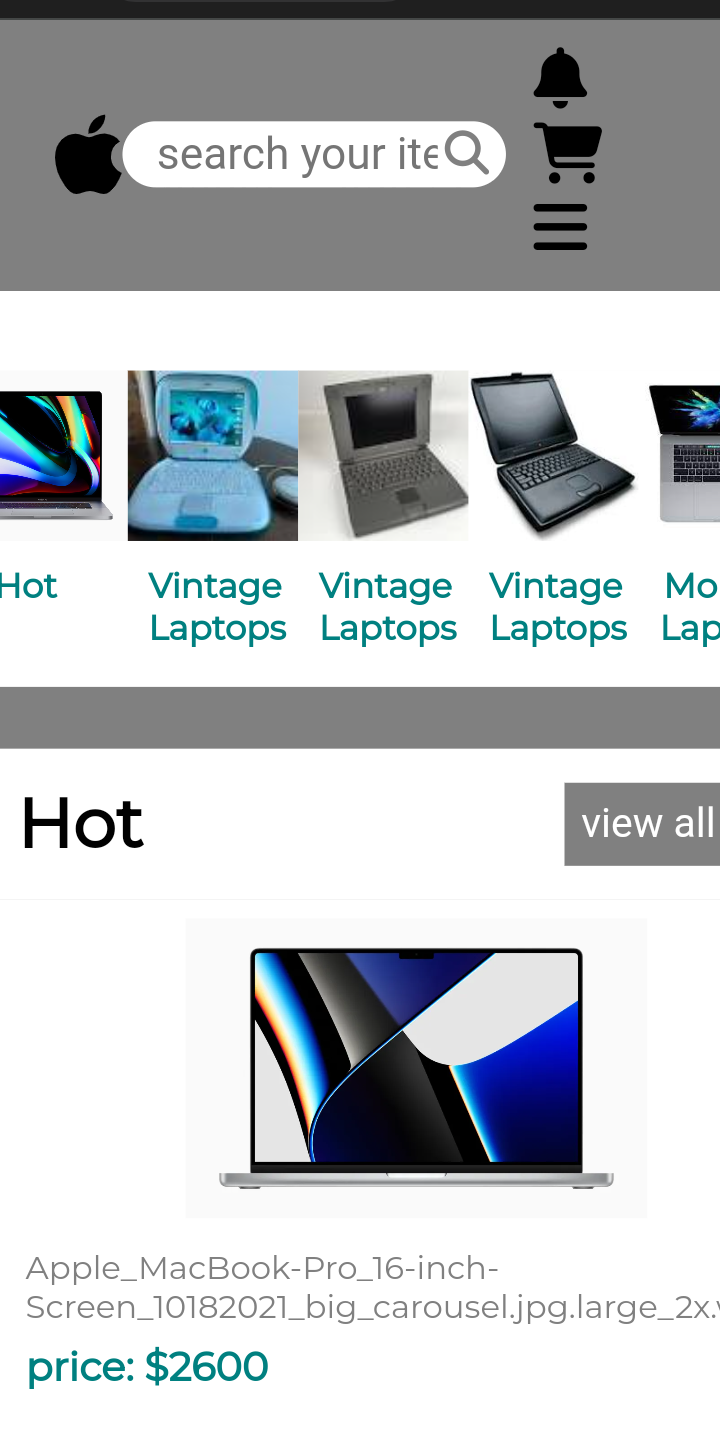 search your ite
Hot
Vintage
Laptops
Vintage
Laptops
Vintage
Laptops
Mo
Lap
Hot
view all
Apple_MacBook-Pro_16-inch-
Screen_10182021_big_carousel.jpg.large_2x.
price: $2600